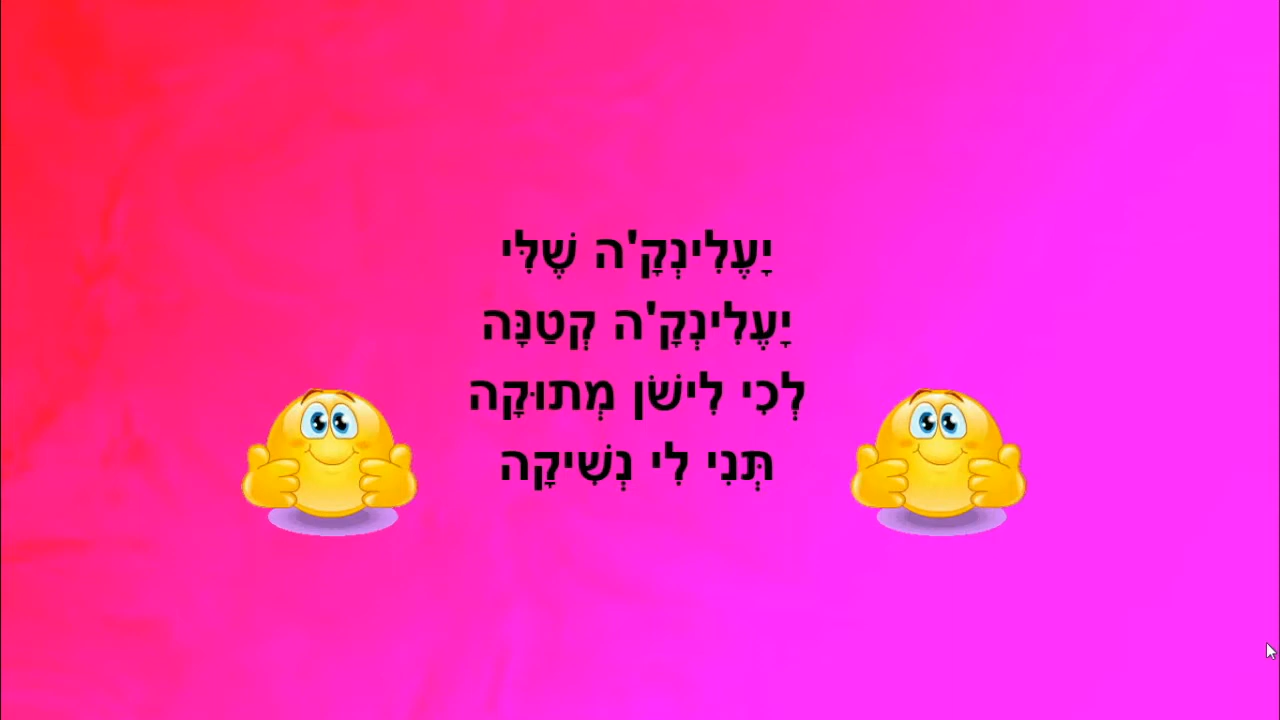 יָעֶלִינְקָ'ה שֶׁלִּי
יָעֶלִינְקָ'ה קְטַנָּה
לְכִי לִישֹׁן מְתוּקָה
תְּנִי לִי נְשִׁיקָה